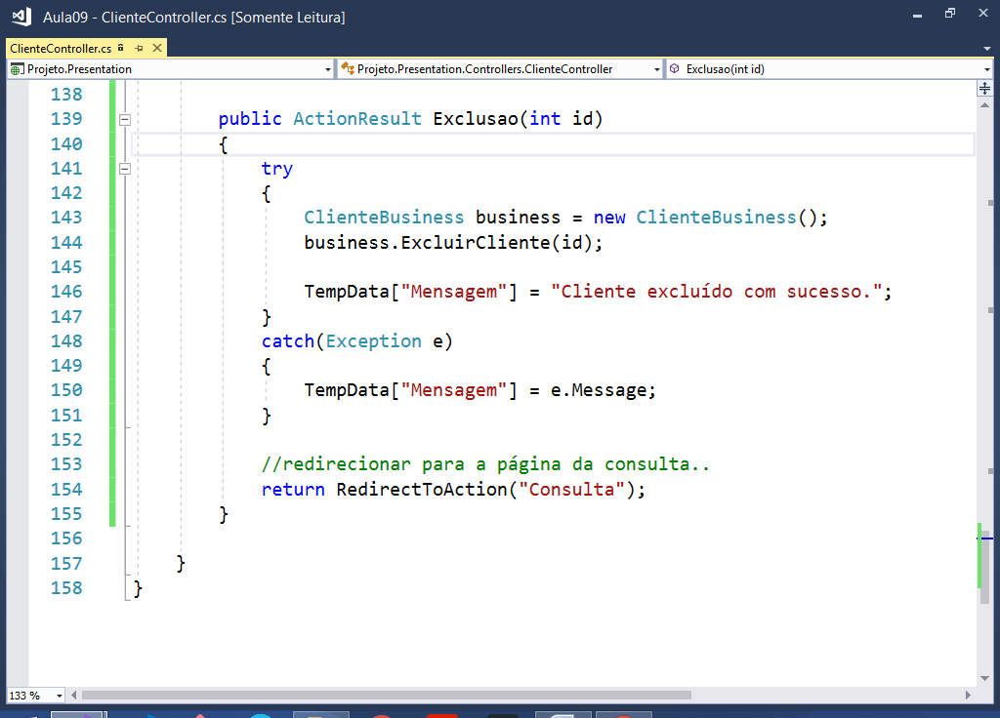 Aula09 - ClienteController.cs [Somente Leitura]
ClienteController.cs
Projeto.Presentation
Projeto.Presentation.Controllers.ClienteController
Exclusao(int id)
138
139 public ActionResult Exclusao(int id)
140 {
141 try
142 {
143 ClienteBusiness business = new ClienteBusiness();
144 business.ExcluirCliente(id);
145
146 TempData["Mensagem"] = "Cliente excluído com sucesso.";
147 }
148 catch(Exception e)
149 {
150 TempData["Mensagem"] = e.Message;
151 }
152
153 //redirecionar para a página da consulta..
154 return RedirectToAction("Consulta");
155 }
156
157 }
158 }
133 %